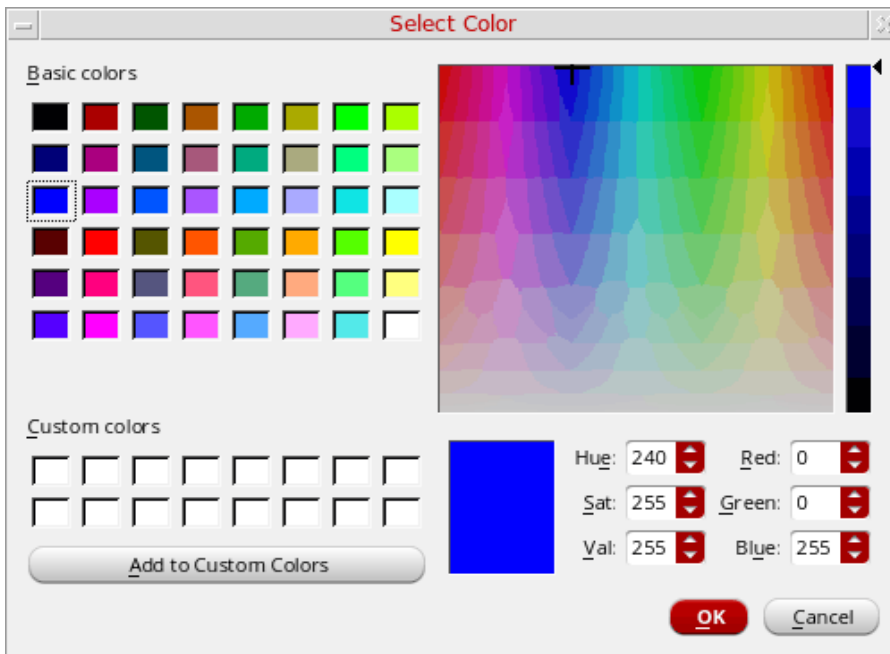 Select Color
Basic colors
Custom colors
Add to Custom Colors
Hue: 240 Red: 0
Sat: 255 Green: 0
Val: 255 Blue: 255
OK Cancel